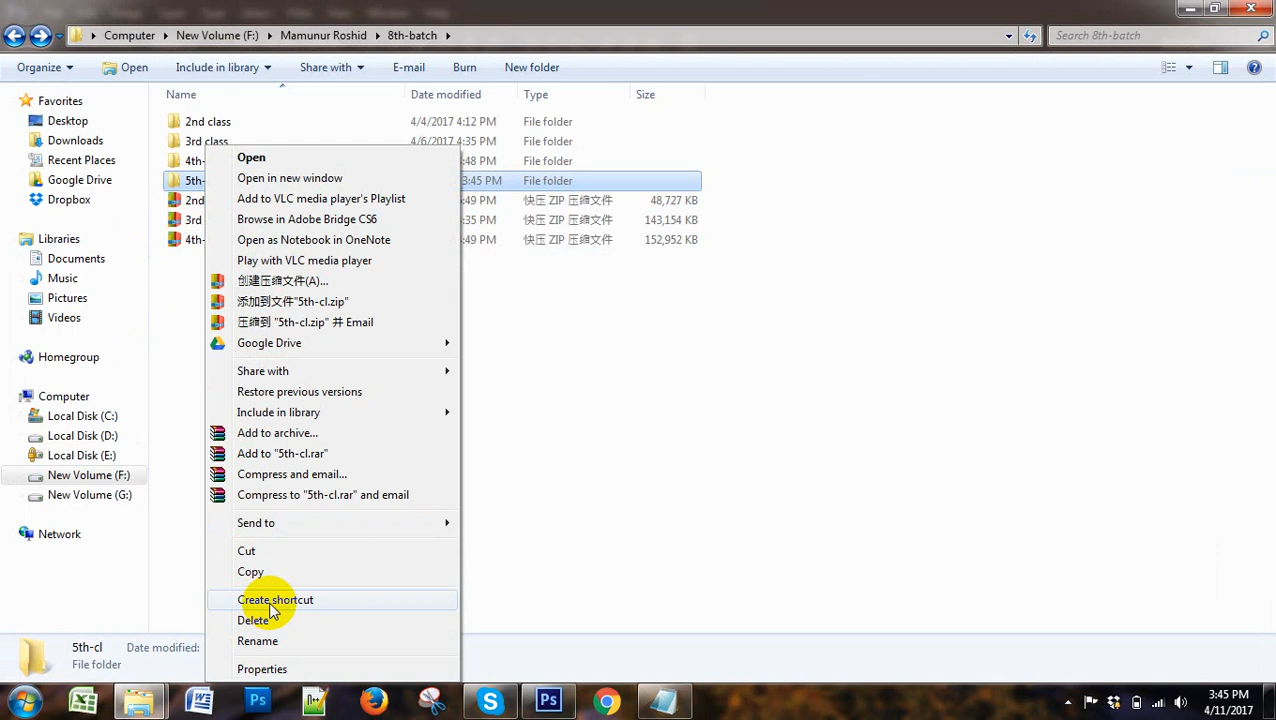 Computer ▸ New Volume (F:) ▸ Mamunur Roshid ▸ 8th-batch ▸
Search 8th-batch
Organize Open Include in library Share with E-mail Burn New folder
Name Date modified Type Size
Favorites
Desktop
Downloads
Recent Places
Google Drive
Dropbox
Libraries
Documents
Music
Pictures
Videos
Homegroup
Computer
Local Disk (C:)
Local Disk (D:)
Local Disk (E:)
New Volume (F:)
New Volume (G:)
Network
2nd class 4/4/2017 4:12 PM File folder
3rd class 4/6/2017 4:35 PM File folder
4th- :48 PM File folder
5th- 3:45 PM File folder
2nd :49 PM 快压 ZIP 压缩文件 48,727 KB
3rd :35 PM 快压 ZIP 压缩文件 143,154 KB
4th- :49 PM 快压 ZIP 压缩文件 152,952 KB
Open
Open in new window
Add to VLC media player's Playlist
Browse in Adobe Bridge CS6
Open as Notebook in OneNote
Play with VLC media player
创建压缩文件(A)...
添加到文件"5th-cl.zip"
压缩到 "5th-cl.zip" 并 Email
Google Drive
Share with
Restore previous versions
Include in library
Add to archive...
Add to "5th-cl.rar"
Compress and email...
Compress to "5th-cl.rar" and email
Send to
Cut
Copy
Create shortcut
Delete
Rename
Properties
5th-cl Date modified:
File folder
3:45 PM
4/11/2017